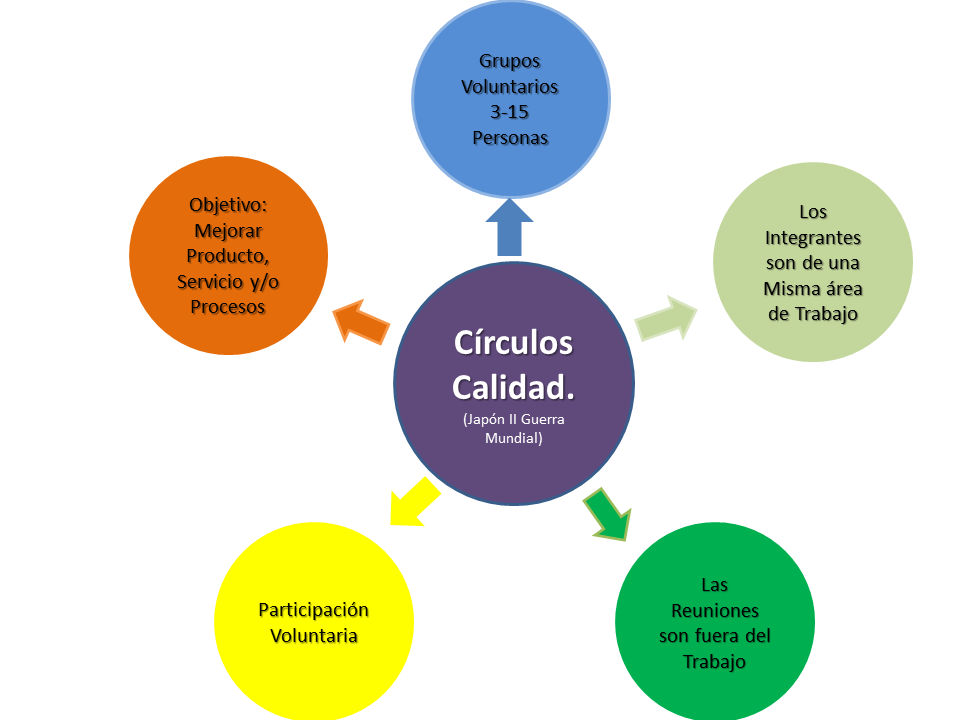 Grupos
Voluntarios
3-15
Personas
Objetivo:
Mejorar
Producto,
Servicio y/o
Procesos
Los
Integrantes
son de una
Misma área
de Trabajo
Círculos
Calidad.
(Japón II Guerra
Mundial)
Participación
Voluntaria
Las
Reuniones
son fuera del
Trabajo